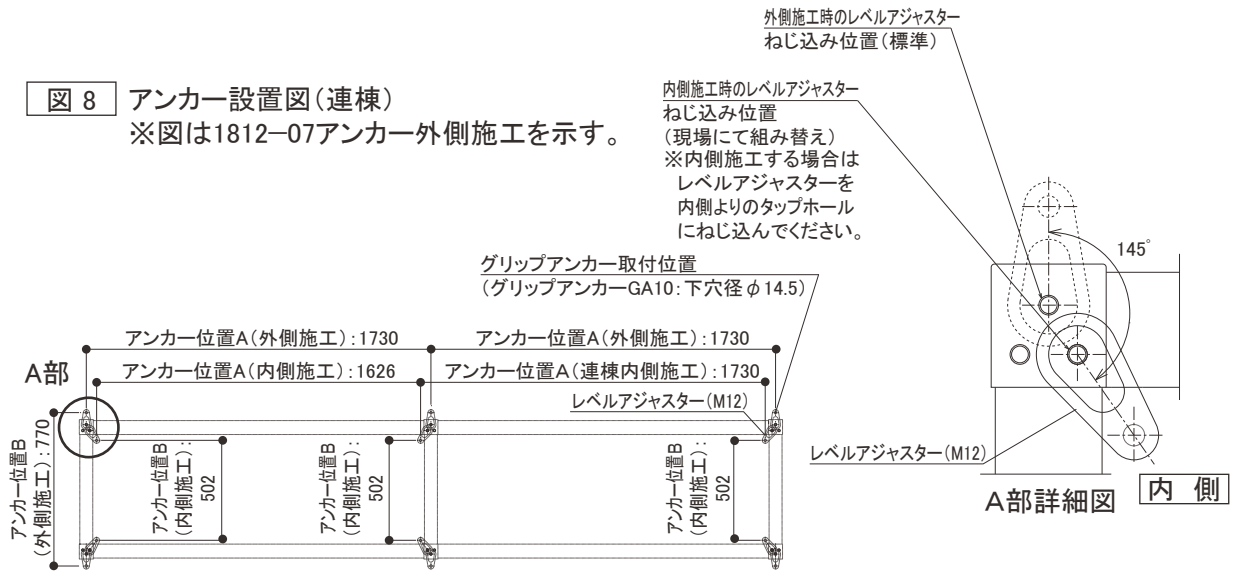 図 8 アンカー設置図(連棟)
※図は1812-07アンカー外側施工を示す。
外側施工時のレベルアジャスター
ねじ込み位置(標準)
内側施工時のレベルアジャスター
ねじ込み位置
(現場にて組み替え)
※内側施工する場合は
レベルアジャスターを
内側よりのタップホール
にねじ込んでください。
145°
グリップアンカー取付位置
(グリップアンカーGA10:下穴径φ14.5)
アンカー位置A(外側施工):1730
アンカー位置A(外側施工):1730
A部
アンカー位置A(内側施工):1626
アンカー位置A(連棟内側施工):1730
レベルアジャスター(M12)
アンカー位置B
(外側施工):770
アンカー位置B
(内側施工):
502
アンカー位置B
(内側施工):
502
アンカー位置B
(内側施工):
502
レベルアジャスター(M12)
A部詳細図
内 側